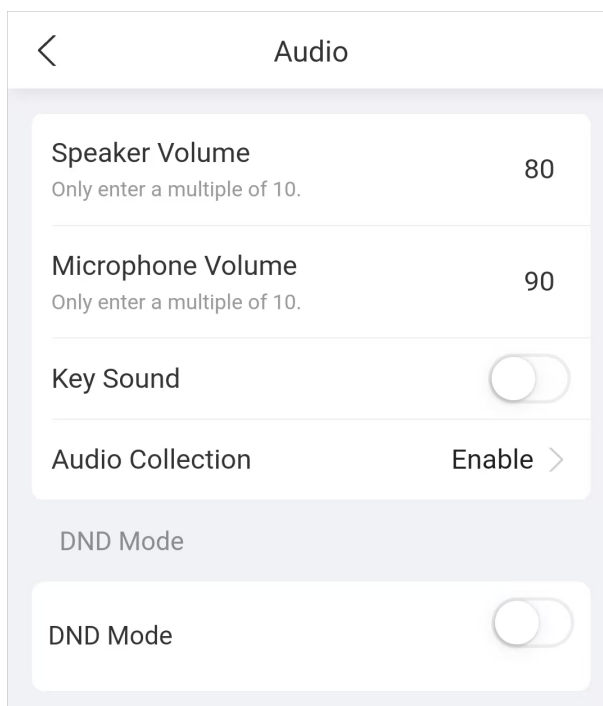 Audio
Speaker Volume
80
Only enter a multiple of 10.
Microphone Volume
90
Only enter a multiple of 10.
Key Sound
Audio Collection
Enable
DND Mode
DND Mode